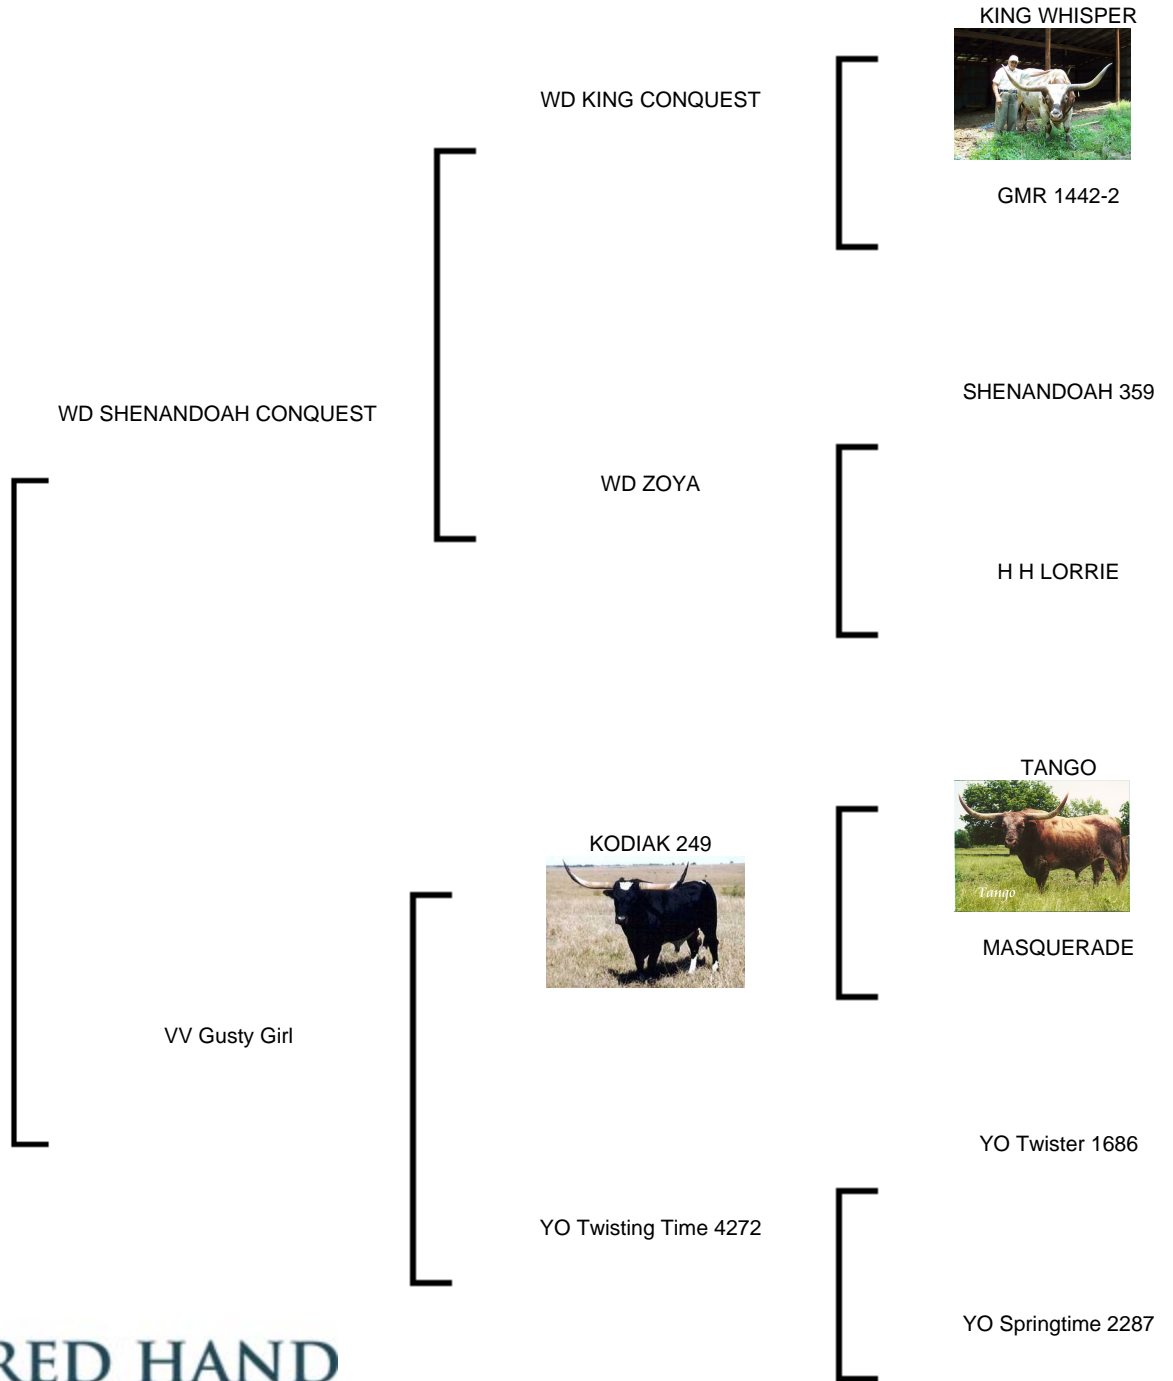 KING WHISPER
WD KING CONQUEST
GMR 1442-2
SHENANDOAH 359
WD SHENANDOAH CONQUEST
WD ZOYA
H H LORRIE
TANGO
Tango
KODIAK 249
MASQUERADE
VV Gusty Girl
YO Twister 1686
YO Twisting Time 4272
YO Springtime 2287
RED HAND